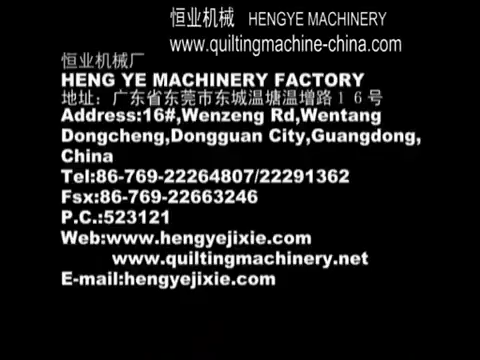 恒业机械 HENGYE MACHINERY
www.quiltingmachine-china.com
恒业机械厂
HENG YE MACHINERY FACTORY
地址：广东省东莞市东城温塘温增路１６号
Address:16#,Wenzeng Rd,Wentang
Dongcheng,Dongguan City,Guangdong,
China
Tel:86-769-22264807/22291362
Fsx:86-769-22663246
P.C.:523121
Web:www.hengyejixie.com
www.quiltingmachinery.net
E-mail:hengyejixie.com